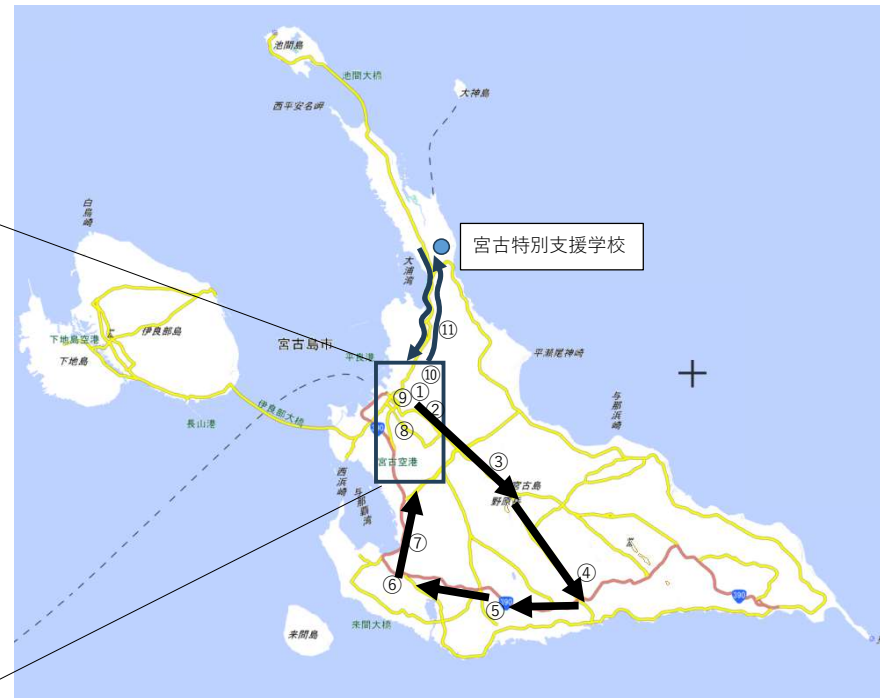 池間島
池間大橋
大神島
西平安名岬
白鳥崎
宮古特別支援学校
大浦湾
⑪
下地島空港
伊良部島
宮古島市
下地島
平良港
平瀬尾神崎
⑩
与那浜崎
⑨
①
②
長山港
伊良部大橋
390
⑧
宮古空港
③
西浜崎
与那覇湾
宮古島
野原
⑦
④
⑥
⑤
390
390
来間大橋
来間島